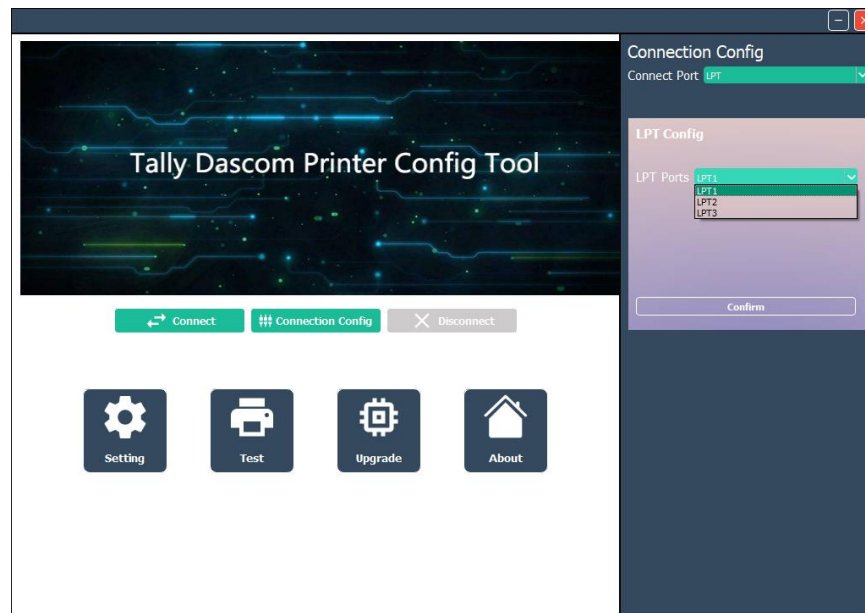 Connection Config
Connect Port LPT
LPT Config
LPT Ports LPT1
LPT1
LPT2
LPT3
Confirm
Tally Dascom Printer Config Tool
Connect
Connection Config
Disconnect
Setting
Test
Upgrade
About